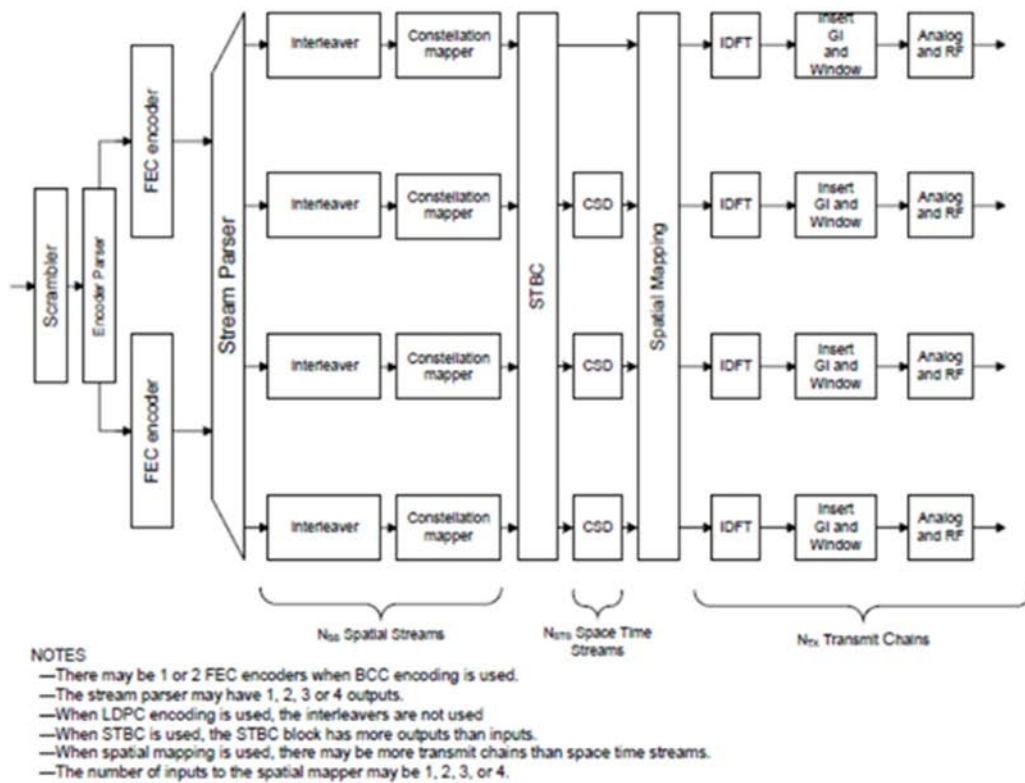 Interleaver
Constellation
mapper
IDFT
Insert
GI
and
Window
Analog
and RF
FEC encoder
Interleaver
Constellation
mapper
CSD
IDFT
Insert
GI and
Window
Analog
and RF
Scrambler
Encoder Parser
Stream Parser
STBC
Spatial Mapping
Interleaver
Constellation
mapper
CSD
IDFT
Insert
GI and
Window
Analog
and RF
FEC encoder
Interleaver
Constellation
mapper
CSD
IDFT
Insert
GI and
Window
Analog
and RF
NSS Spatial Streams
NSTS Space Time
Streams
NTX Transmit Chains
NOTES
—There may be 1 or 2 FEC encoders when BCC encoding is used.
—The stream parser may have 1, 2, 3 or 4 outputs.
—When LDPC encoding is used, the interleavers are not used
—When STBC is used, the STBC block has more outputs than inputs.
—When spatial mapping is used, there may be more transmit chains than space time streams.
—The number of inputs to the spatial mapper may be 1, 2, 3, or 4.